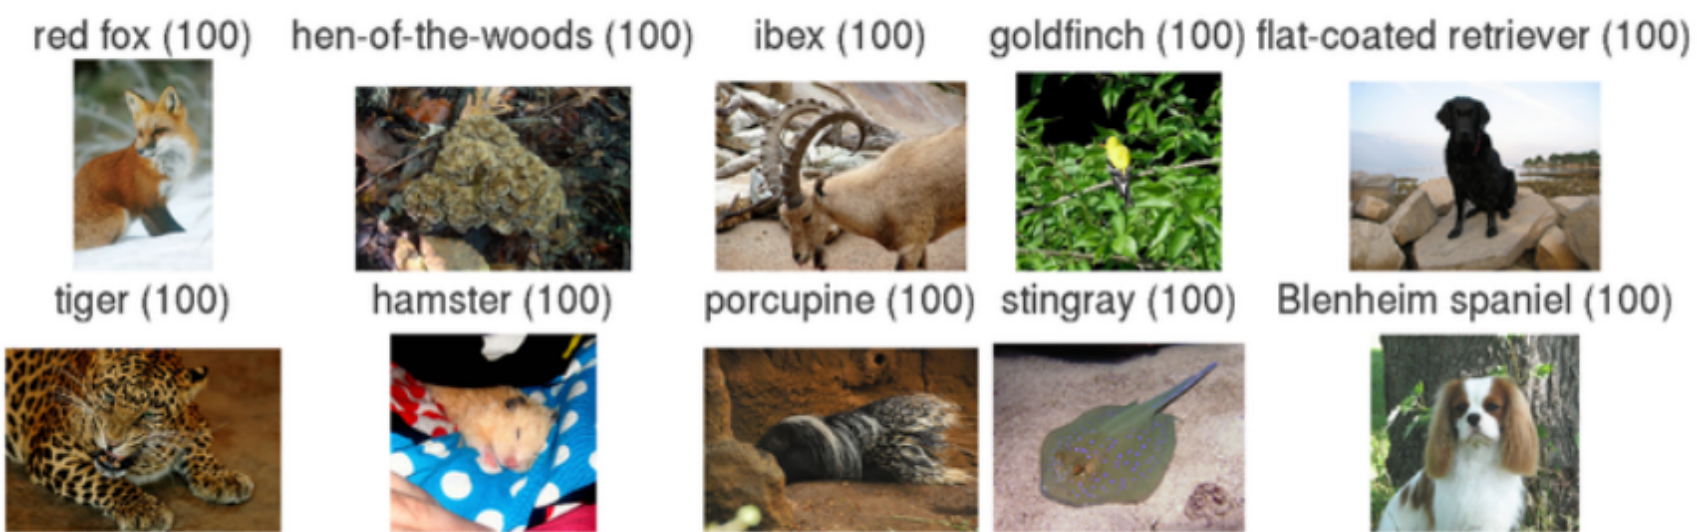 red fox (100) hen-of-the-woods (100) ibex (100) goldfinch (100) flat-coated retriever (100)
tiger (100) hamster (100) porcupine (100) stingray (100) Blenheim spaniel (100)